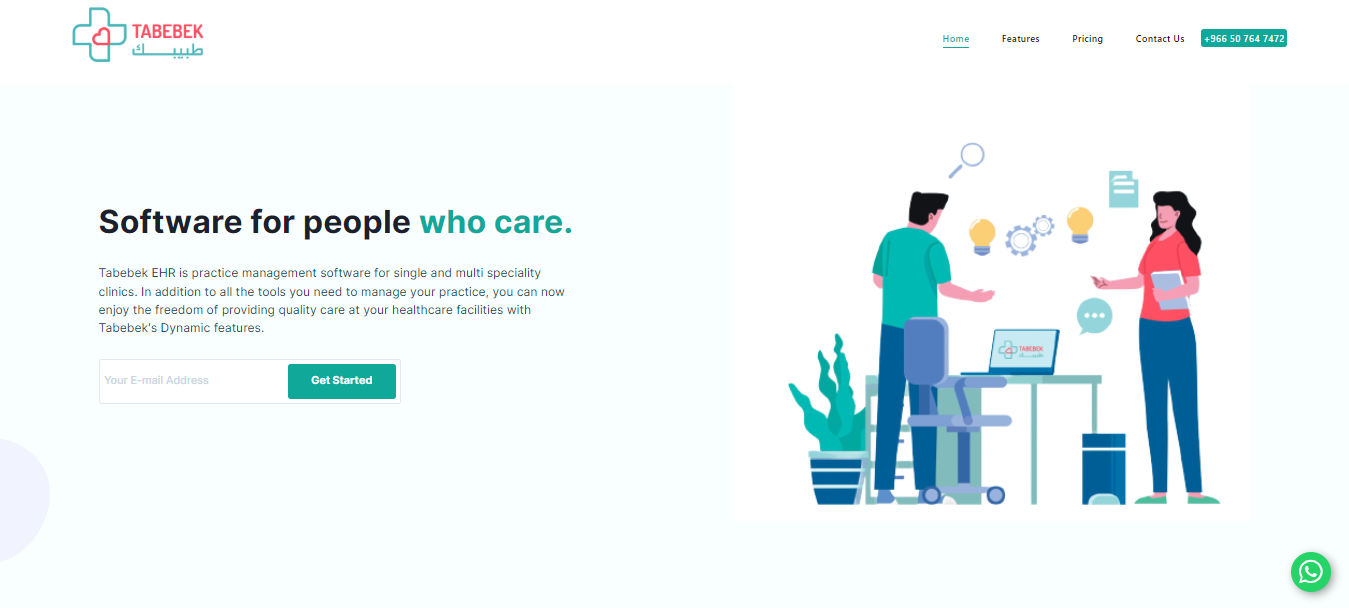 TABEBEK
طبيبـــك
Home
Features
Pricing
Contact Us
+966 50 764 7472
Software for people who care.
Tabebek EHR is practice management software for single and multi speciality
clinics. In addition to all the tools you need to manage your practice, you can now
enjoy the freedom of providing quality care at your healthcare facilities with
Tabebek's Dynamic features.
Your E-mail Address
Get Started
TABEBEK
طبيبـــك